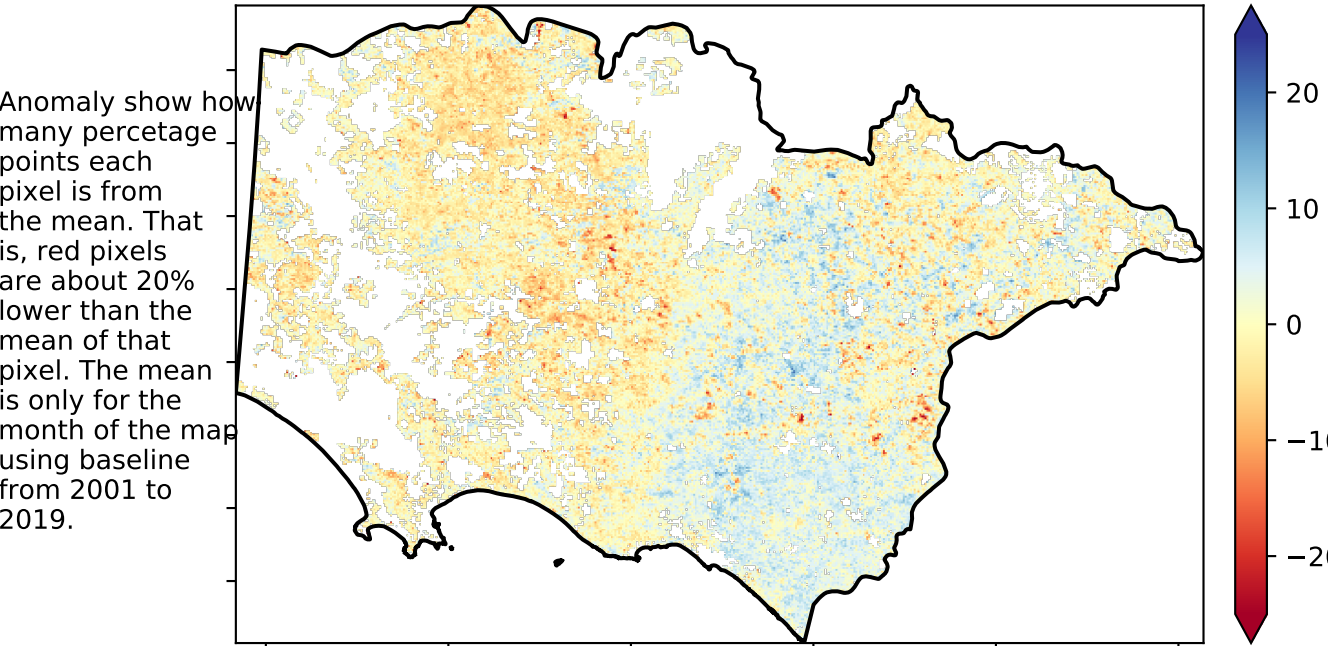 Anomaly show how
many percetage
points each
pixel is from
the mean. That
is, red pixels
are about 20%
lower than the
mean of that
pixel. The mean
is only for the
month of the map
using baseline
from 2001 to
2019.
20
10
0
−10
−20